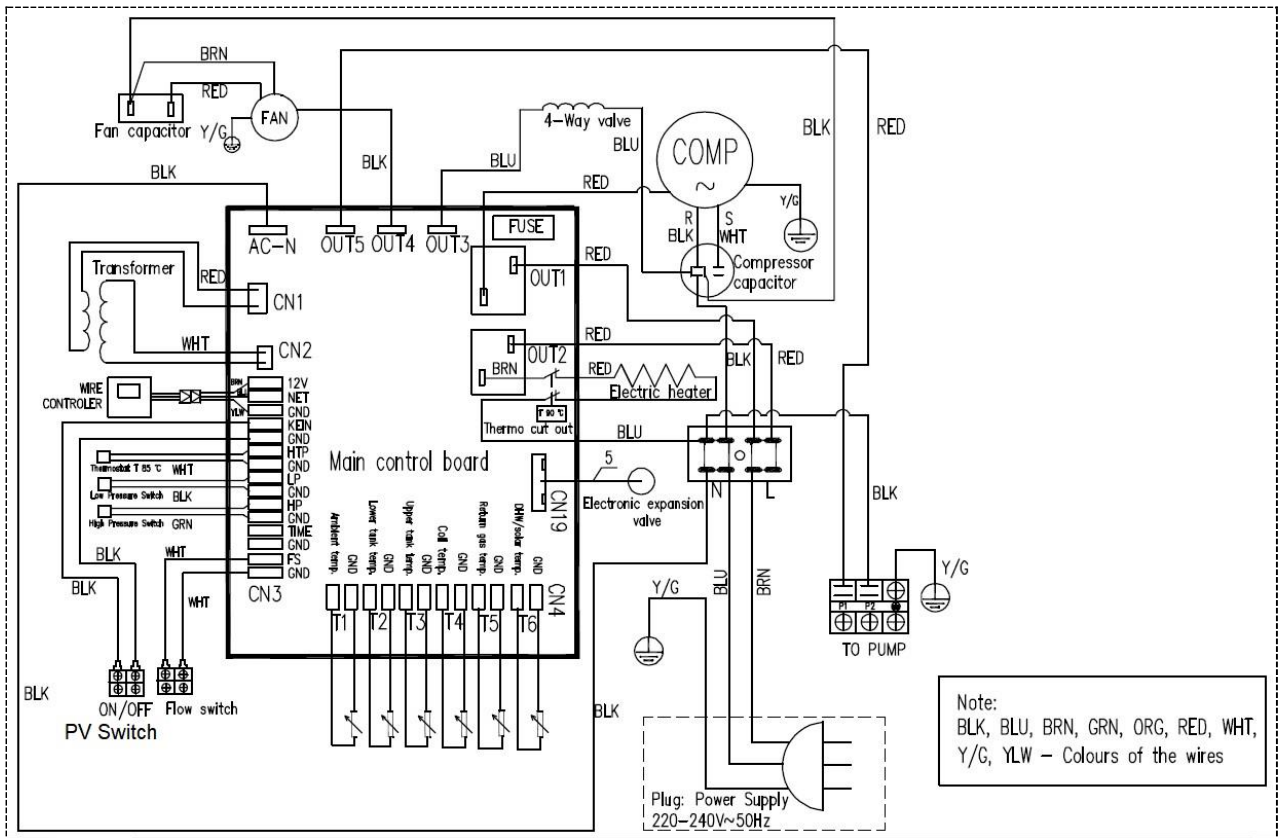 BRN
RED
FAN
Y/G
Fan capacitor
BLK
BLK
4-Way valve
BLU
BLU
COMP
~
BLK
RED
RED
Y/G
R
S
BLK
WHT
Compressor
capacitor
AC-N
OUT5
OUT4
OUT3
FUSE
OUT1
RED
Transformer
RED
CN1
WHT
CN2
OUT2
RED
BRN
RED
BLK
RED
Electric heater
T 90 ℃
Thermo cut out
BLU
WIRE
CONTROLER
BRN
BLU
YLW
12V
NET
GND
KEIN
GND
HTP
GND
LP
GND
HP
GND
TIME
GND
FS
GND
CN3
Thermostat T 85 ℃
WHT
Low Pressure Switch
BLK
High Pressure Switch
GRN
Main control board
CN19
5
Electronic expansion
valve
N
L
BLK
Ambient temp.
GND
Lower tank temp.
GND
Upper tank temp.
GND
Coil temp.
GND
Return gas temp.
GND
DHW/solar temp.
GND
CN4
T1
T2
T3
T4
T5
T6
WHT
BLK
BLK
WHT
ON/OFF
PV Switch
Flow switch
BLK
BLK
Y/G
BLU
BRN
Y/G
P1
P2
TO PUMP
Plug: Power Supply
220-240V~50Hz
Note:
BLK, BLU, BRN, GRN, ORG, RED, WHT,
Y/G, YLW – Colours of the wires